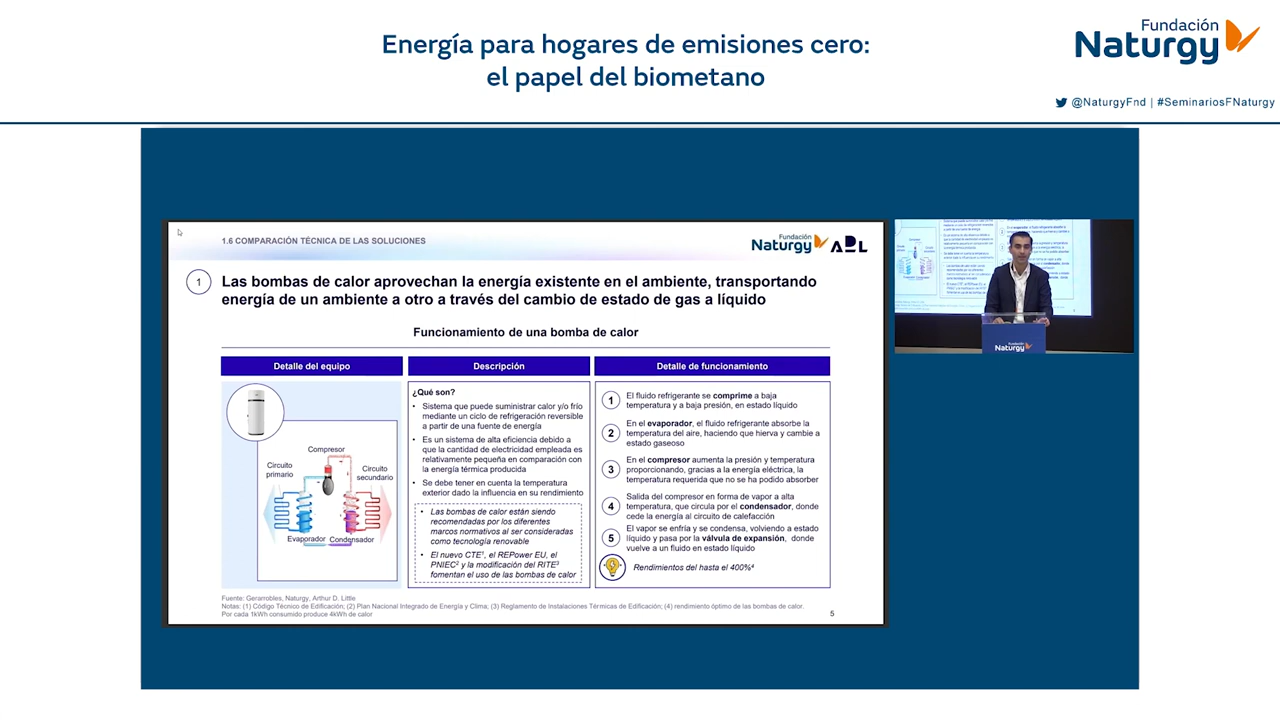 Energía para hogares de emisiones cero:
el papel del biometano
Fundación
Naturgy
@NaturgyFnd | #SeminariosFNaturgy
1.6 COMPARACIÓN TÉCNICA DE LAS SOLUCIONES
Fundación
Naturgy
ADL
1
Las bombas de calor aprovechan la energía existente en el ambiente, transportando
energía de un ambiente a otro a través del cambio de estado de gas a líquido
Funcionamiento de una bomba de calor
Detalle del equipo
Compresor
Circuito
primario
Circuito
secundario
Evaporador
Condensador
Descripción
¿Qué son?
• Sistema que puede suministrar calor y/o frío
mediante un ciclo de refrigeración reversible
a partir de una fuente de energía
• Es un sistema de alta eficiencia debido a
que la cantidad de electricidad empleada es
relativamente pequeña en comparación con
la energía térmica producida
• Se debe tener en cuenta la temperatura
exterior dado la influencia en su rendimiento
• Las bombas de calor están siendo
recomendadas por los diferentes
marcos normativos al ser consideradas
como tecnología renovable
• El nuevo CTE¹, el REPower EU, el
PNIEC² y la modificación del RITE³
fomentan el uso de las bombas de calor
Detalle de funcionamiento
1 El fluido refrigerante se comprime a baja
temperatura y a baja presión, en estado líquido
2 En el evaporador, el fluido refrigerante absorbe la
temperatura del aire, haciendo que hierva y cambie a
estado gaseoso
3 En el compresor aumenta la presión y temperatura
proporcionando, gracias a la energía eléctrica, la
temperatura requerida que no se ha podido absorber
4 Salida del compresor en forma de vapor a alta
temperatura, que circula por el condensador, donde
cede la energía al circuito de calefacción
5 El vapor se enfría y se condensa, volviendo a estado
líquido y pasa por la válvula de expansión, donde
vuelve a un fluido en estado líquido
Rendimientos del hasta el 400%⁴
Fuente: Gerarrobles, Naturgy, Arthur D. Little
Notas: (1) Código Técnico de Edificación; (2) Plan Nacional Integrado de Energía y Clima; (3) Reglamento de Instalaciones Térmicas de Edificación; (4) rendimiento óptimo de las bombas de calor.
Por cada 1kWh consumido produce 4kWh de calor
5
Fundación
Naturgy